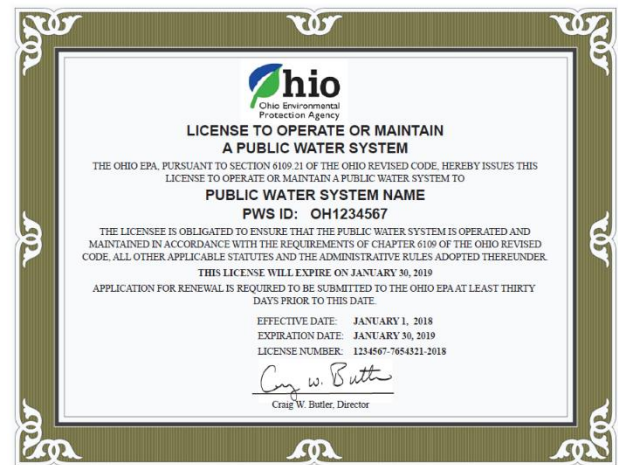 Ohio
Ohio Environmental
Protection Agency
LICENSE TO OPERATE OR MAINTAIN
A PUBLIC WATER SYSTEM
THE OHIO EPA, PURSUANT TO SECTION 6109.21 OF THE OHIO REVISED CODE, HEREBY ISSUES THIS
LICENSE TO OPERATE OR MAINTAIN A PUBLIC WATER SYSTEM TO
PUBLIC WATER SYSTEM NAME
PWS ID: OH1234567
THE LICENSEE IS OBLIGATED TO ENSURE THAT THE PUBLIC WATER SYSTEM IS OPERATED AND
MAINTAINED IN ACCORDANCE WITH THE REQUIREMENTS OF CHAPTER 6109 OF THE OHIO REVISED
CODE, ALL OTHER APPLICABLE STATUTES AND THE ADMINISTRATIVE RULES ADOPTED THEREUNDER.
THIS LICENSE WILL EXPIRE ON JANUARY 30, 2019
APPLICATION FOR RENEWAL IS REQUIRED TO BE SUBMITTED TO THE OHIO EPA AT LEAST THIRTY
DAYS PRIOR TO THIS DATE.
EFFECTIVE DATE: JANUARY 1, 2018
EXPIRATION DATE: JANUARY 30, 2019
LICENSE NUMBER: 1234567-7654321-2018
Craig W. Butler
Craig W. Butler, Director